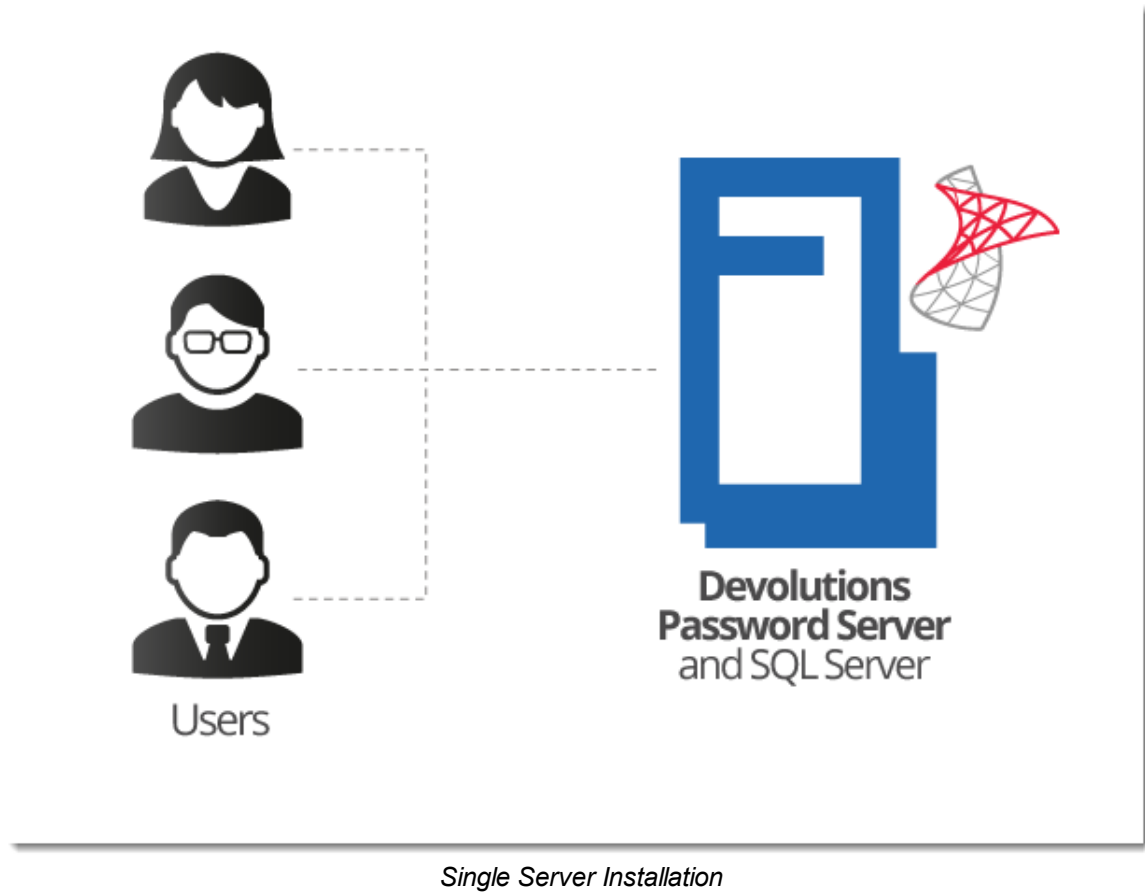 Users
Devolutions
Password Server
and SQL Server
Single Server Installation